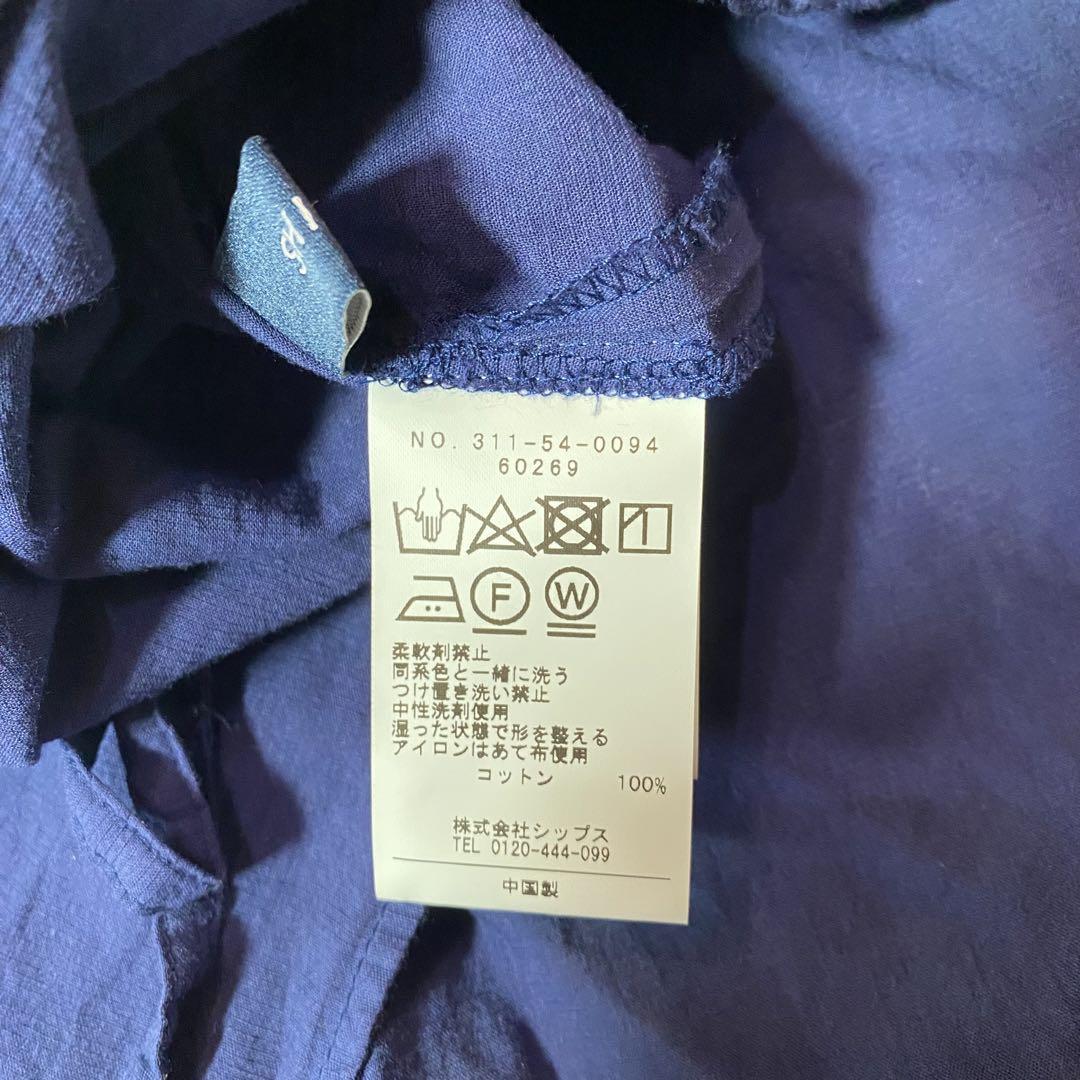 NO. 311-54-0094
60269
F
W
柔軟剤禁止
同系色と一緒に洗う
つけ置き洗い禁止
中性洗剤使用
湿った状態で形を整える
アイロンはあて布使用
コットン 100%
株式会社シップス
TEL 0120-444-099
中国製